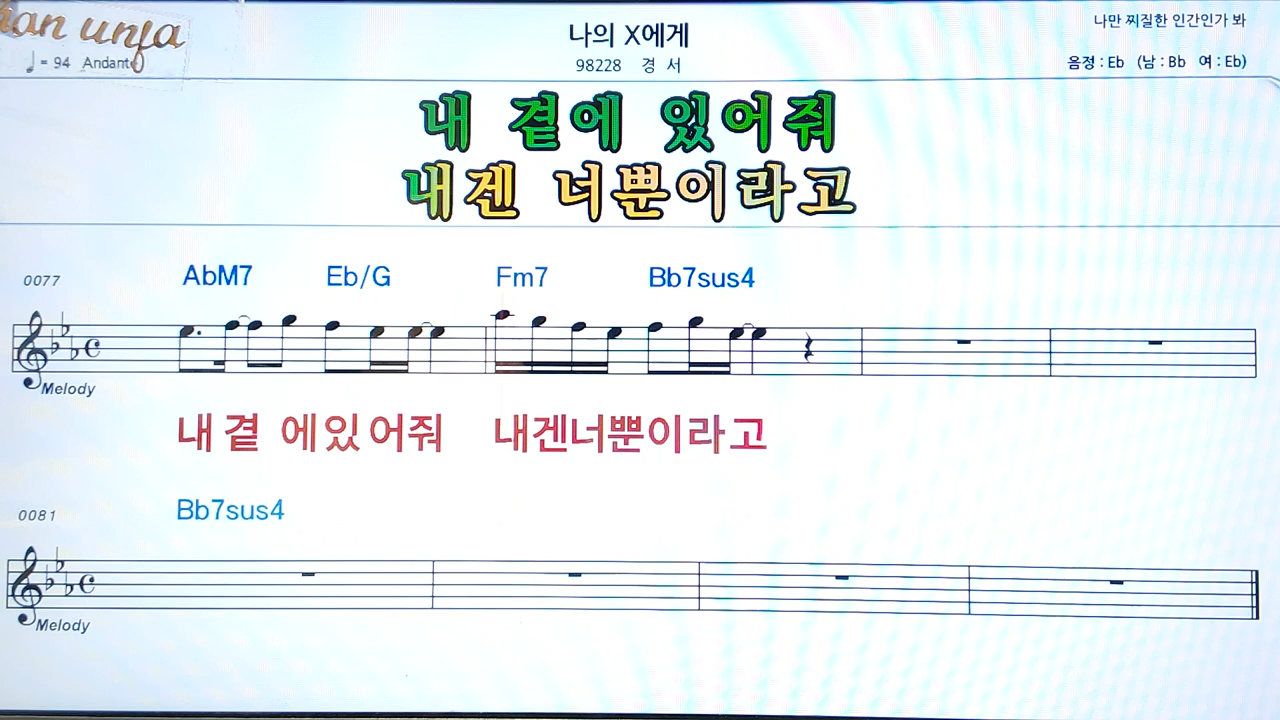 나의 X에게
나만 찌질한 인간인가 봐
♩ = 94 Andante
98228 경 서
음정 : Eb (남 : Bb 여 : Eb)
내 곁에 있어줘
내겐 너뿐이라고
0077 AbM7 Eb/G Fm7 Bb7sus4
Melody
내 곁 에있 어줘 내겐너뿐이라고
0081 Bb7sus4
Melody